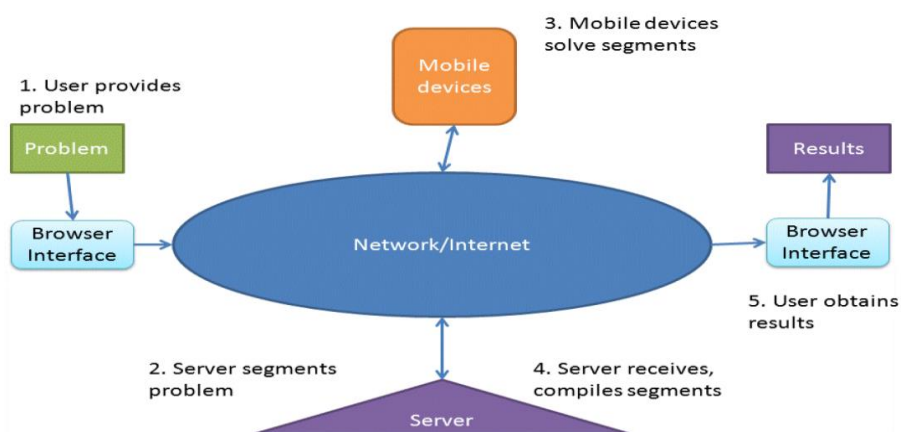 3. Mobile devices
solve segments
Mobile
devices
1. User provides
problem
Problem
Results
Browser
Interface
Network/Internet
Browser
Interface
5. User obtains
results
2. Server segments
problem
4. Server receives,
compiles segments
Server